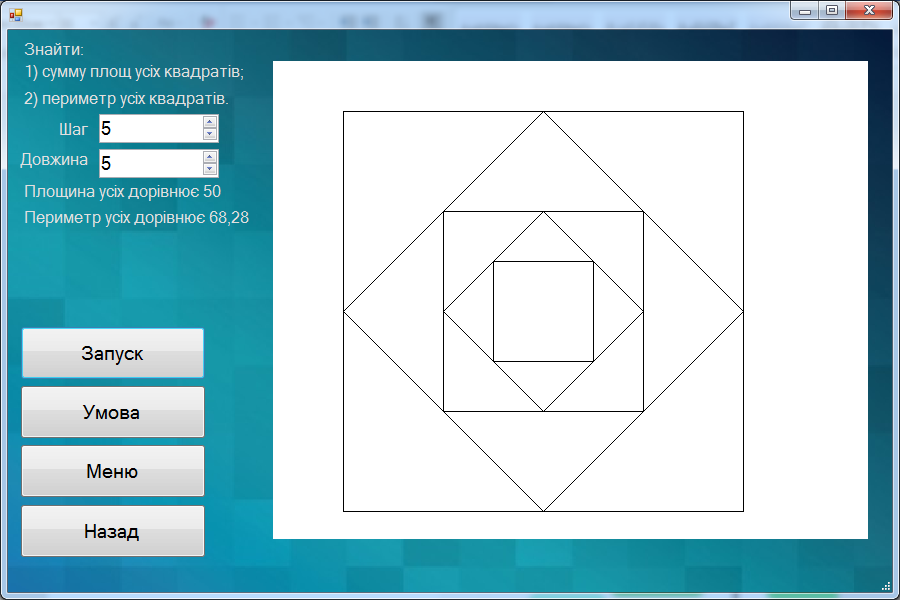 Знайти:
1) сумму площ усіх квадратів;
2) периметр усіх квадратів.
Шаг 5
Довжина 5
Площина усіх дорівнює 50
Периметр усіх дорівнює 68,28
Запуск
Умова
Меню
Назад